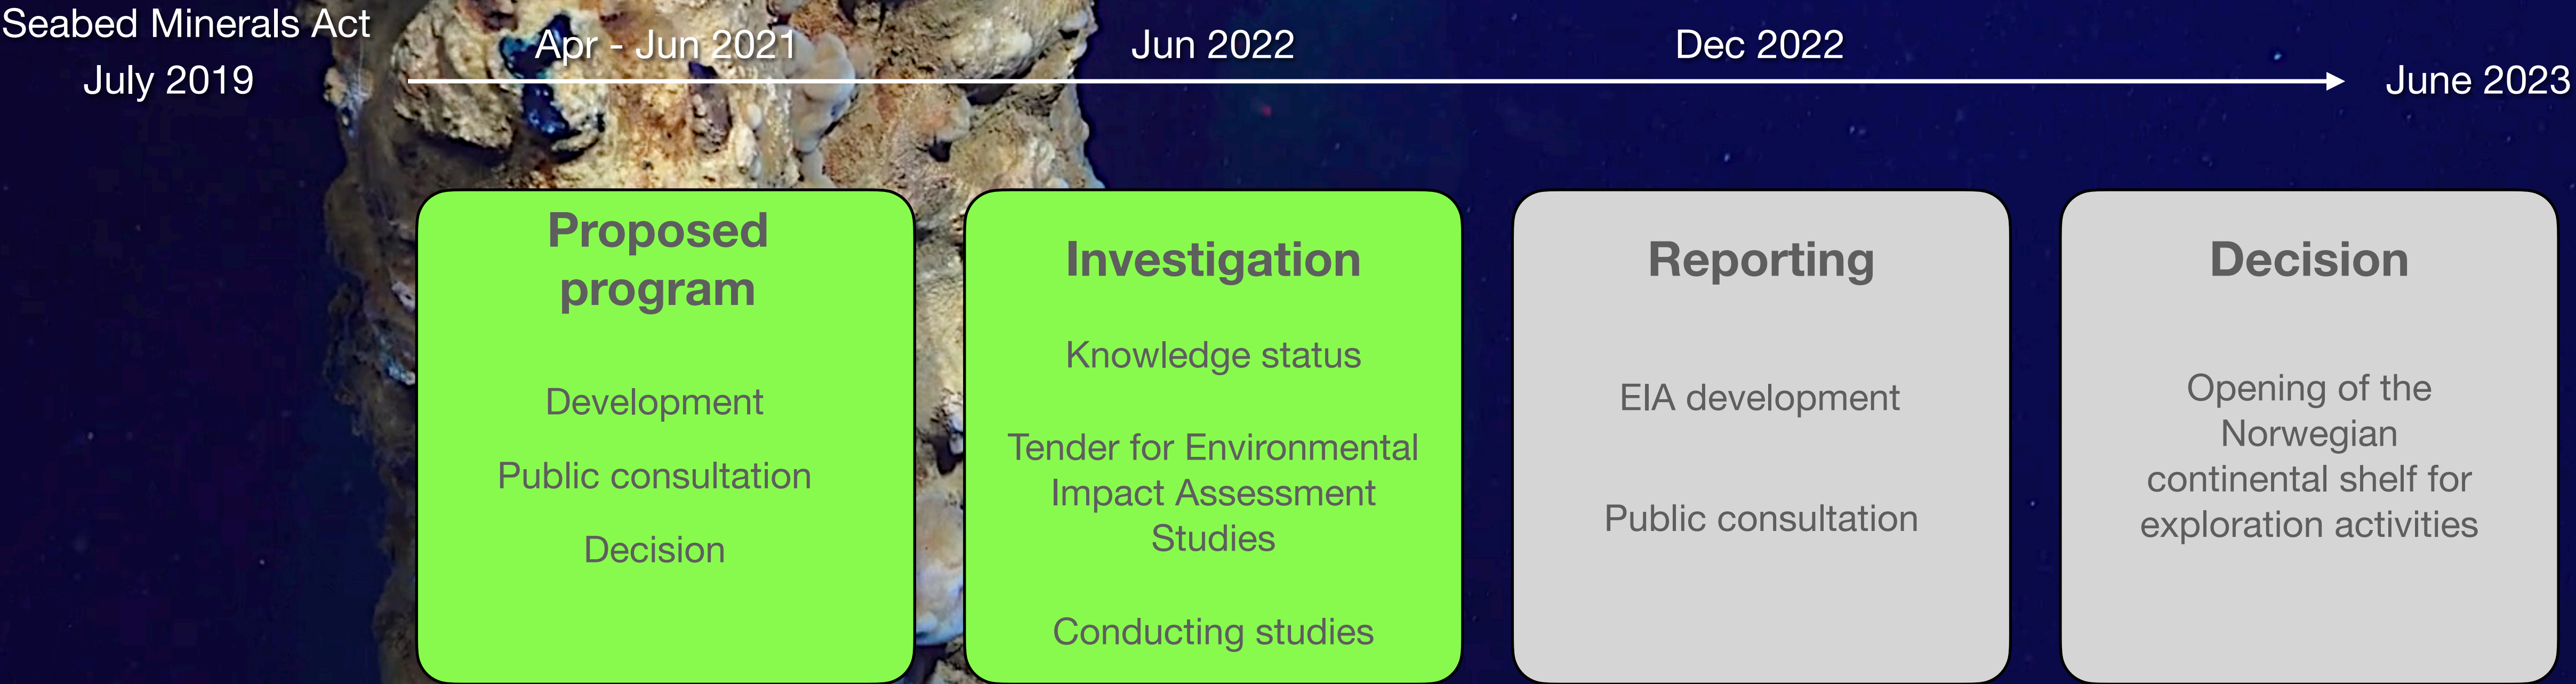 Seabed Minerals Act
July 2019
Apr - Jun 2021
Jun 2022
Dec 2022
June 2023
Proposed
program
Development
Public consultation
Decision
Investigation
Knowledge status
Tender for Environmental
Impact Assessment
Studies
Conducting studies
Reporting
EIA development
Public consultation
Decision
Opening of the
Norwegian
continental shelf for
exploration activities